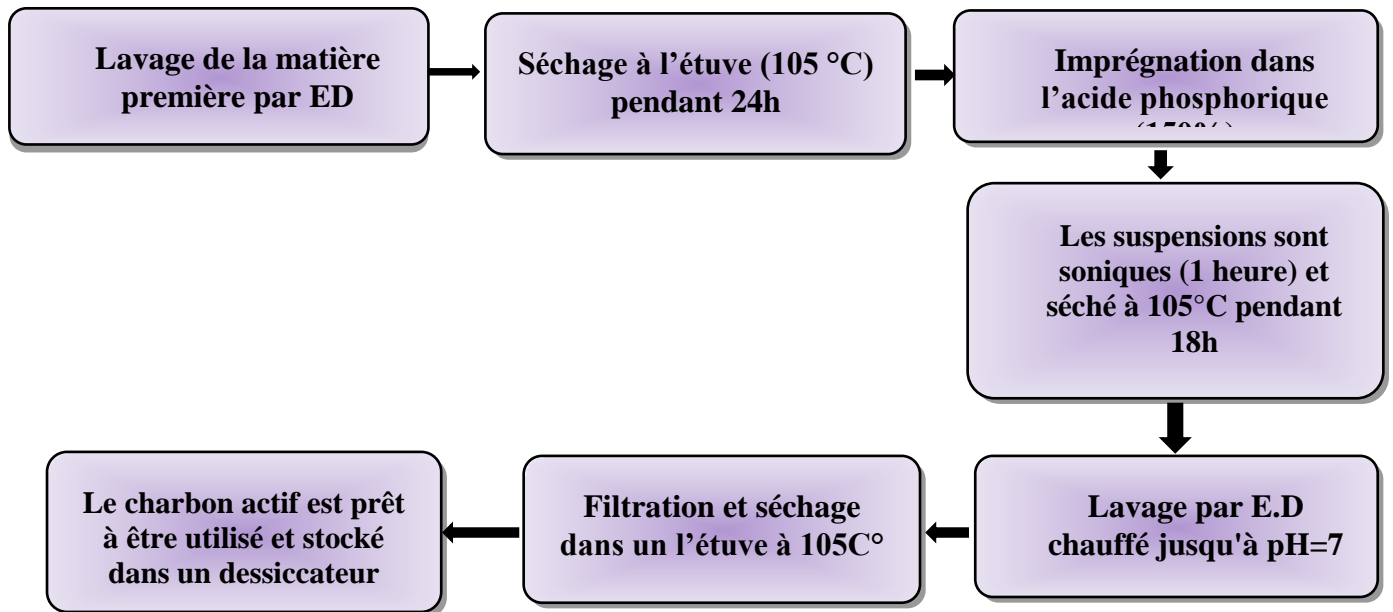 Lavage de la matière
première par ED
Séchage à l’étuve (105 °C)
pendant 24h
Imprégnation dans
l’acide phosphorique
Les suspensions sont
soniques (1 heure) et
séché à 105°C pendant
18h
Lavage par E.D
chauffé jusqu'à pH=7
Filtration et séchage
dans un l’étuve à 105C°
Le charbon actif est prêt
à être utilisé et stocké
dans un dessiccateur